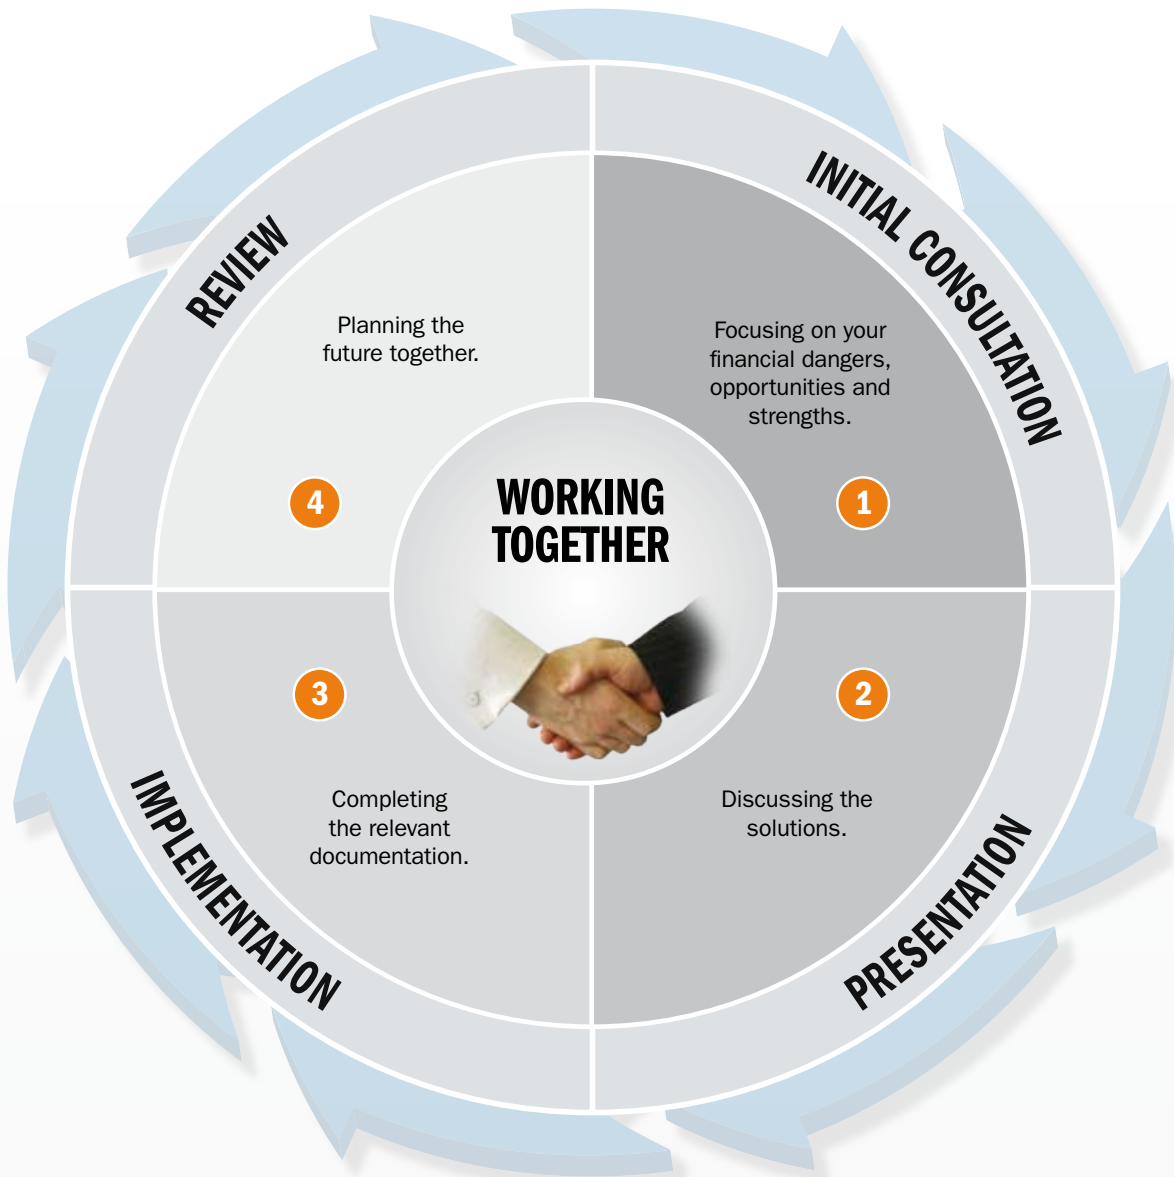 WORKING
TOGETHER
INITIAL CONSULTATION
Focusing on your
financial dangers,
opportunities and
strengths.
1
PRESENTATION
2
Discussing the
solutions.
IMPLEMENTATION
3
Completing
the relevant
documentation.
REVIEW
Planning the
future together.
4